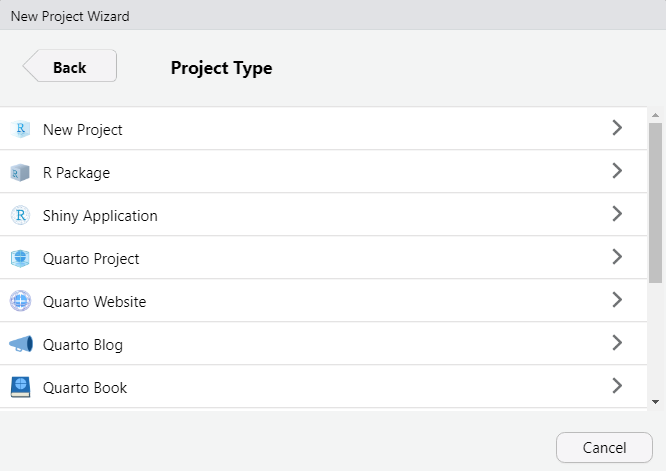 New Project Wizard
Back
Project Type
R New Project
R R Package
R Shiny Application
Quarto Project
Quarto Website
Quarto Blog
Quarto Book
Cancel